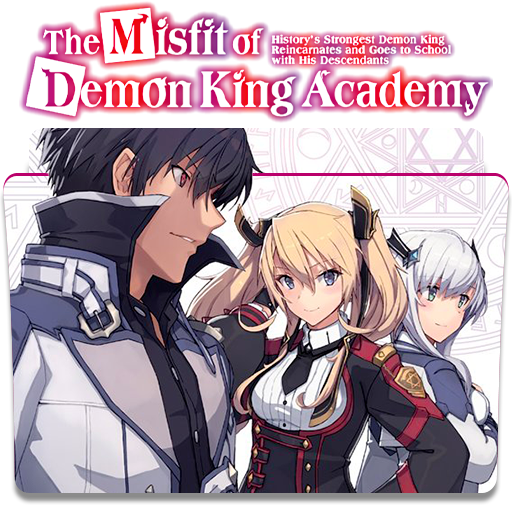 The Misfit of
History's Strongest Demon King
Reincarnates and Goes to School
with His Descendants
Demon King Academy